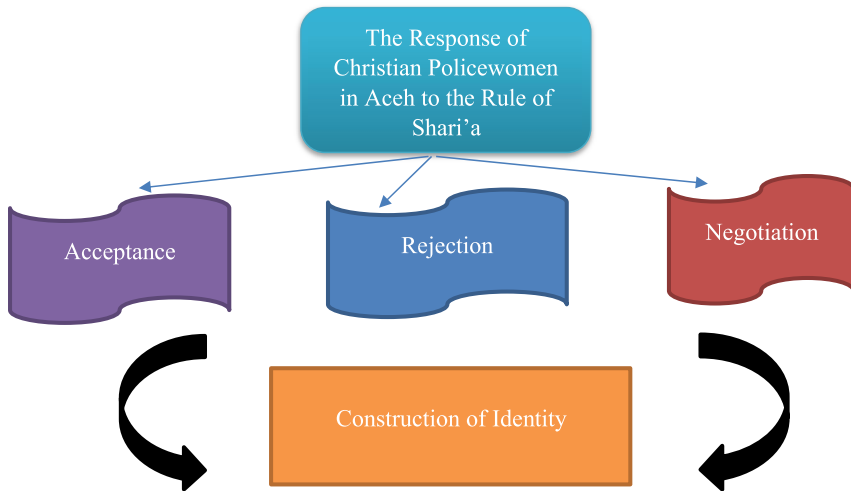 The Response of
Christian Policewomen
in Aceh to the Rule of
Shari’a
Acceptance
Rejection
Negotiation
Construction of Identity